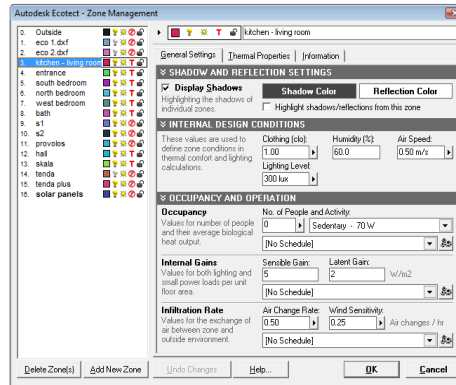 Autodesk Ecotect - Zone Management
0. Outside
1. eco 1.dxf
2. eco 2.dxf
3. kitchen - living room
4. entrance
5. south bedroom
6. north bedroom
7. west bedroom
8. bath
9. s1
10. s2
11. provolos
12. hall
13. skala
14. tenda
15. tenda plus
16. solar panels
Delete Zone(s) Add New Zone
T kitchen - living room
General Settings Thermal Properties Information
SHADOW AND REFLECTION SETTINGS
Display Shadows
Highlighting the shadows of
individual zones.
Shadow Color Reflection Color
Highlight shadows/reflections from this zone
INTERNAL DESIGN CONDITIONS
These values are used to
define zone conditions in
thermal comfort and lighting
calculations.
Clothing (clo): Humidity (%): Air Speed:
1.00 60.0 0.50 m/s
Lighting Level:
300 lux
OCCUPANCY AND OPERATION
Occupancy
Values for number of people
and their average biological
heat output.
No. of People and Activity:
0 Sedentary - 70 W
[No Schedule]
Internal Gains
Values for both lighting and
small power loads per unit
floor area.
Sensible Gain: Latent Gain:
5 2 W/m2
[No Schedule]
Infiltration Rate
Values for the exchange of
air between zone and
outside environment.
Air Change Rate: Wind Sensitivity:
0.50 0.25 Air changes / hr
[No Schedule]
Undo Changes Help... OK Cancel